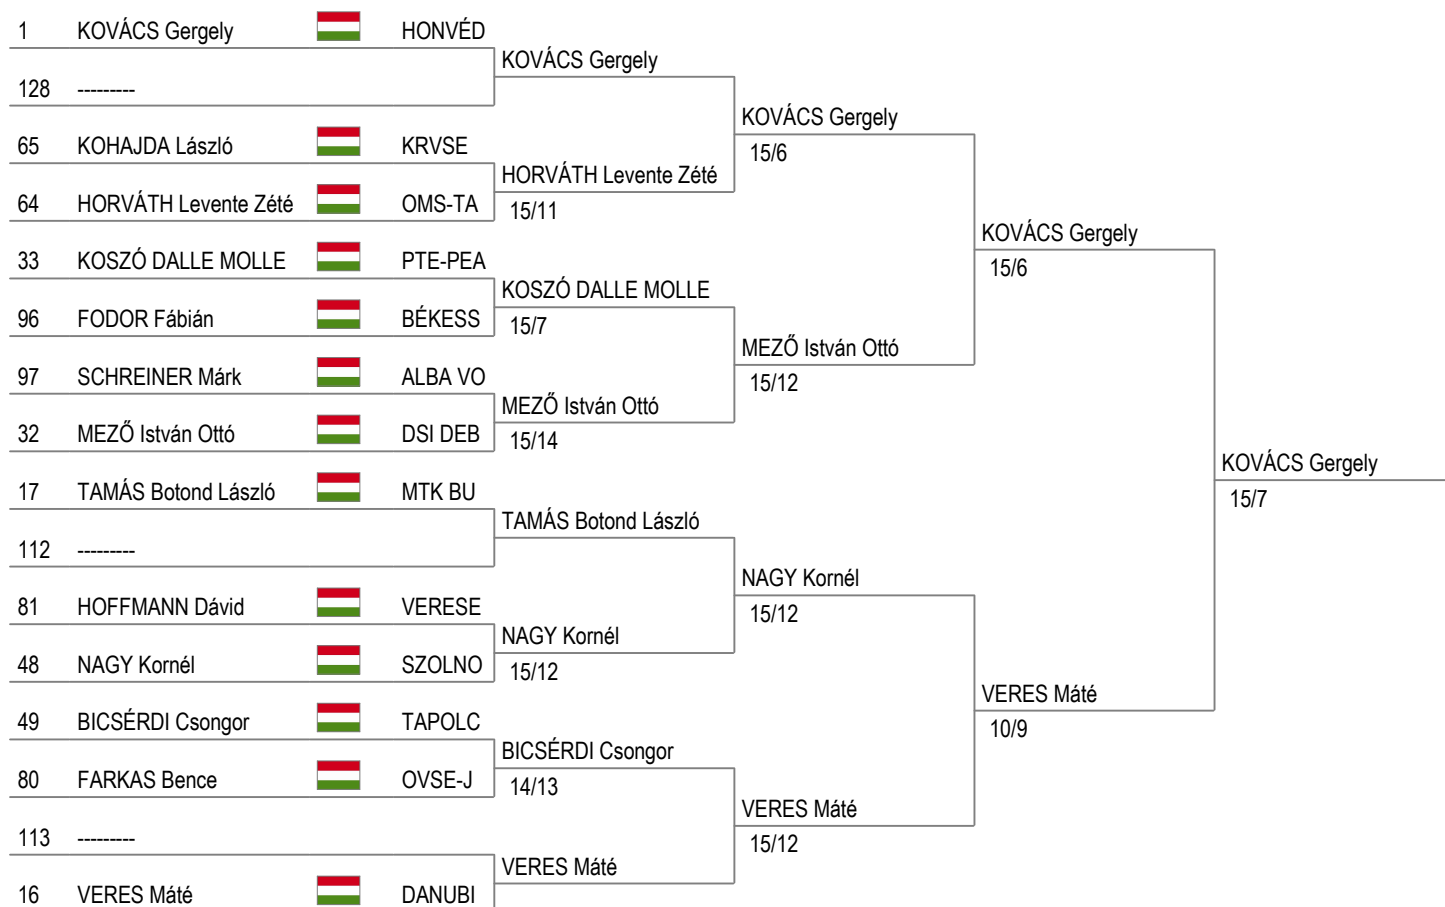 1 KOVÁCS Gergely HONVÉD
KOVÁCS Gergely
128 ---------
KOVÁCS Gergely
15/6
65 KOHAJDA László KRVSE
HORVÁTH Levente Zété
15/11
64 HORVÁTH Levente Zété OMS-TA
KOVÁCS Gergely
15/6
33 KOSZÓ DALLE MOLLE PTE-PEA
KOSZÓ DALLE MOLLE
15/7
96 FODOR Fábián BÉKESS
MEZŐ István Ottó
15/12
97 SCHREINER Márk ALBA VO
MEZŐ István Ottó
15/14
32 MEZŐ István Ottó DSI DEB
KOVÁCS Gergely
15/7
17 TAMÁS Botond László MTK BU
TAMÁS Botond László
112 ---------
NAGY Kornél
15/12
81 HOFFMANN Dávid VERESE
NAGY Kornél
15/12
48 NAGY Kornél SZOLNO
VERES Máté
10/9
49 BICSÉRDI Csongor TAPOLC
BICSÉRDI Csongor
14/13
80 FARKAS Bence OVSE-J
VERES Máté
15/12
113 ---------
VERES Máté
16 VERES Máté DANUBI